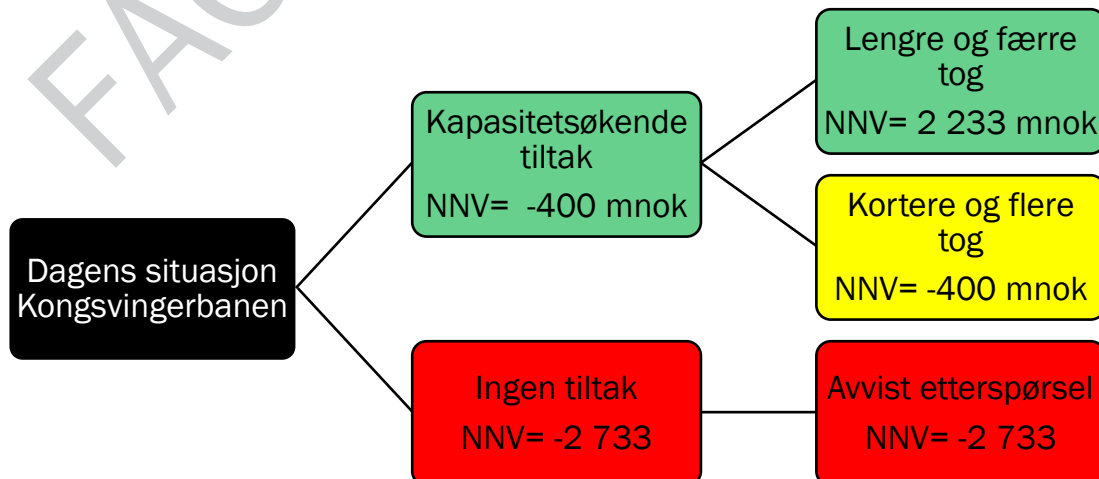 FAG
Lengre og færre
tog
NNV= 2 233 mnok
Kapasitetsøkende
tiltak
NNV=  -400 mnok
Kortere og flere
tog
NNV= -400 mnok
Dagens situasjon
Kongsvingerbanen
Ingen tiltak
NNV= -2 733
Avvist etterspørsel
NNV= -2 733